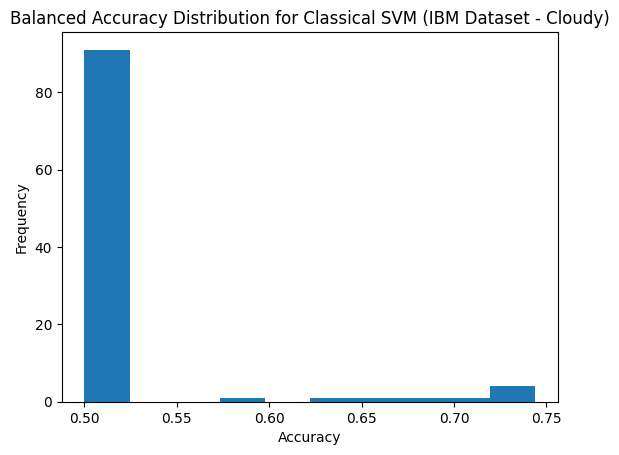 Balanced Accuracy Distribution for Classical SVM (IBM Dataset - Cloudy)
80
60
40
20
0
Frequency
0.50 0.55 0.60 0.65 0.70 0.75
Accuracy